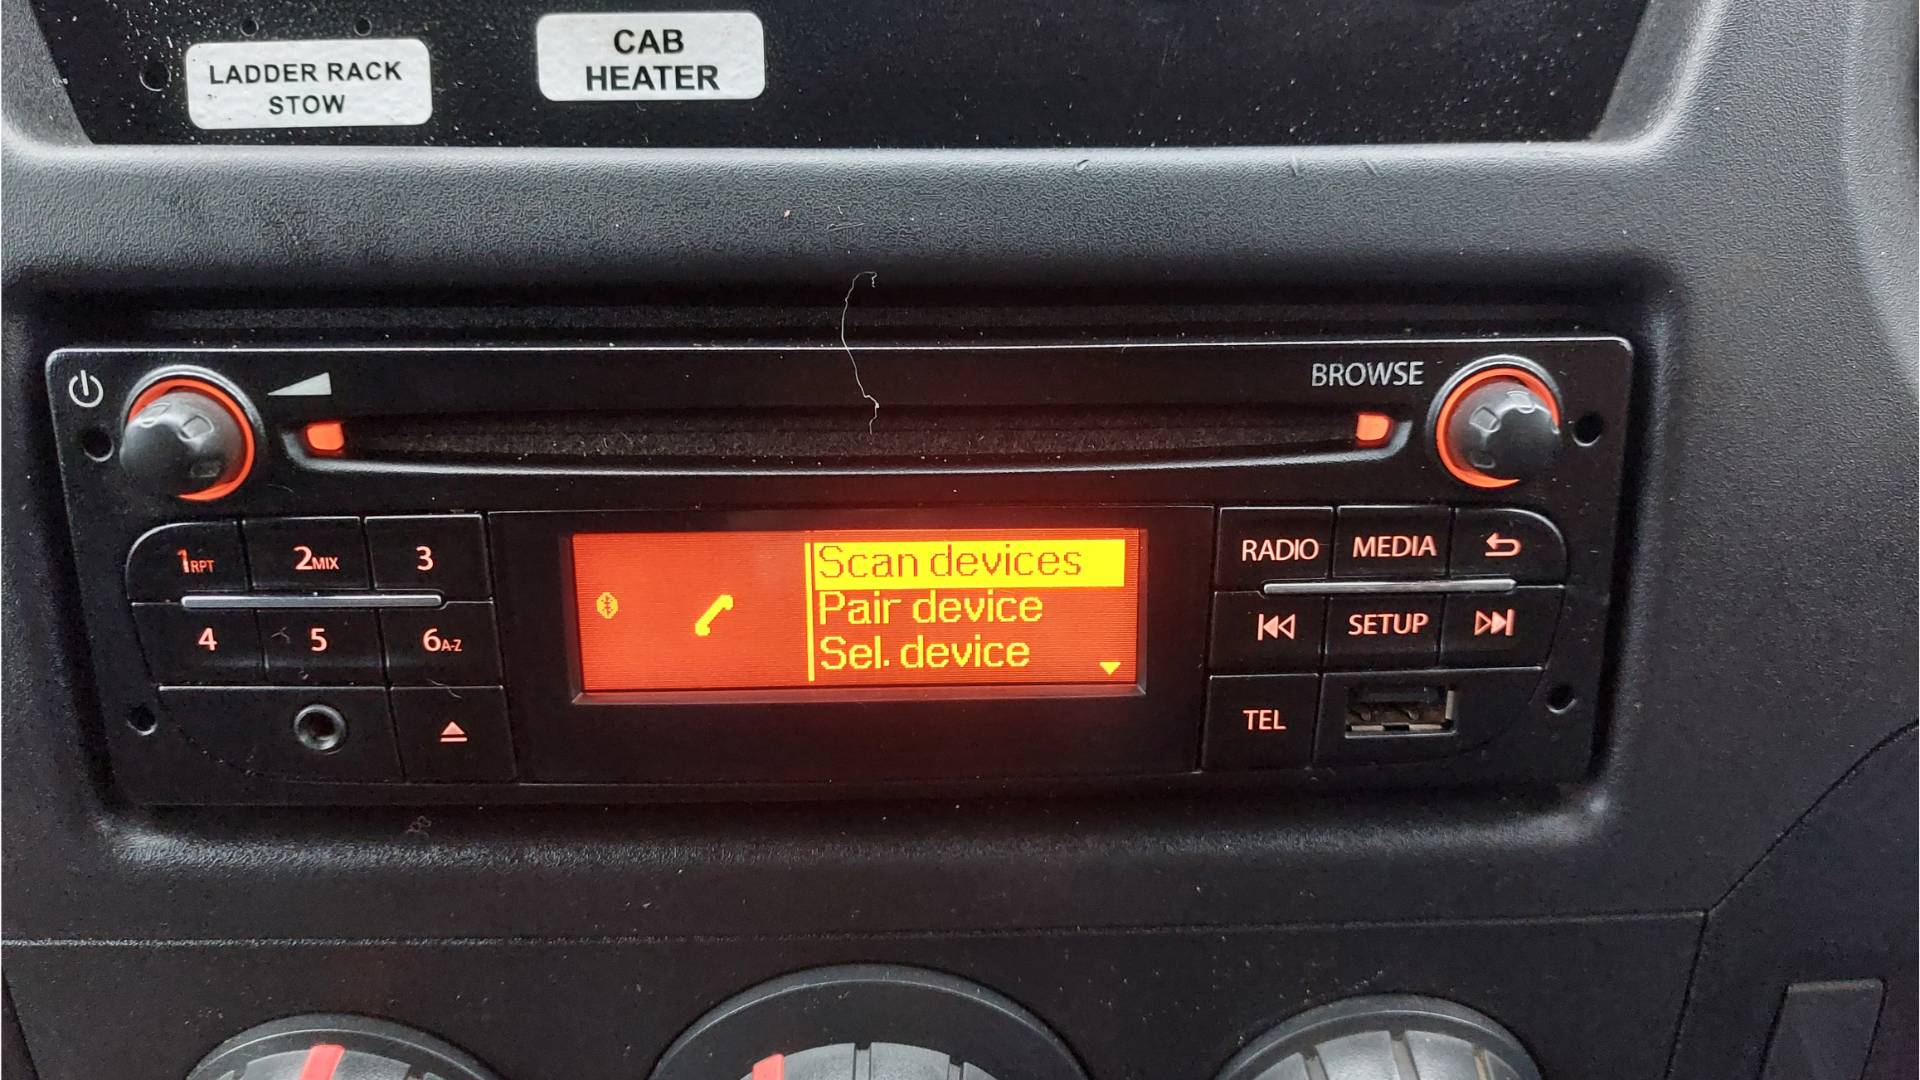 LADDER RACK
STOW
CAB
HEATER
BROWSE
1RPT
2MIX
3
4
5
6A-Z
Scan devices
Pair device
Sel. device
RADIO
MEDIA
SETUP
TEL